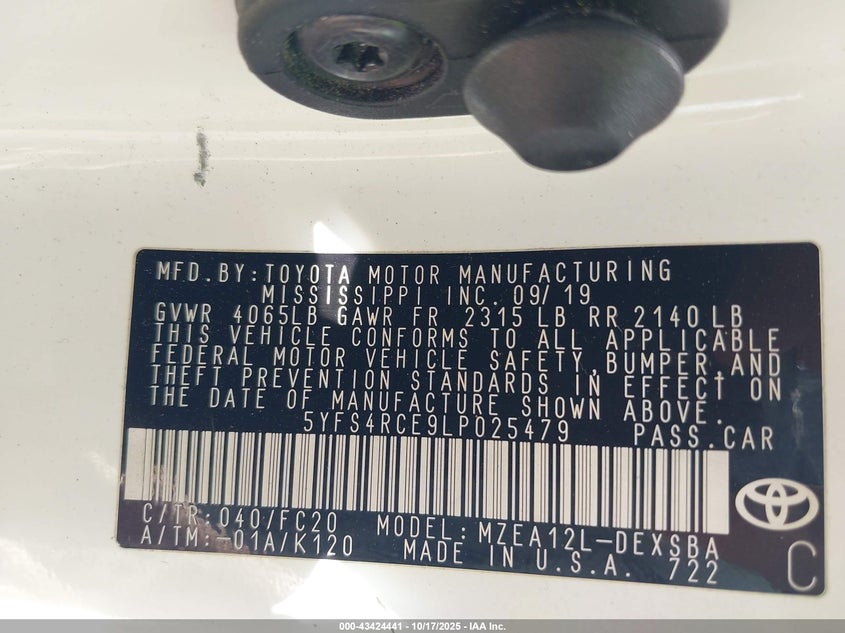 MFD.BY:TOYOTA MOTOR MANUFACTURING
MISSISSIPPI INC. 09/19
GVWR 4065LB GAWR FR 2315 LB RR 2140 LB
THIS VEHICLE CONFORMS TO ALL APPLICABLE
FEDERAL MOTOR VEHICLE SAFETY,BUMPER,AND
THEFT PREVENTION STANDARDS IN EFFECT ON
THE DATE OF MANUFACTURE SHOWN ABOVE.
5YFS4RCE9LP025479 PASS.CAR
C/TR:040/FC20 MODEL:MZEA12L-DEXSBA
A/TM:-01A/K120 MADE IN U.S.A. 722
C
000-43424441 - 10/17/2025 - IAA Inc.